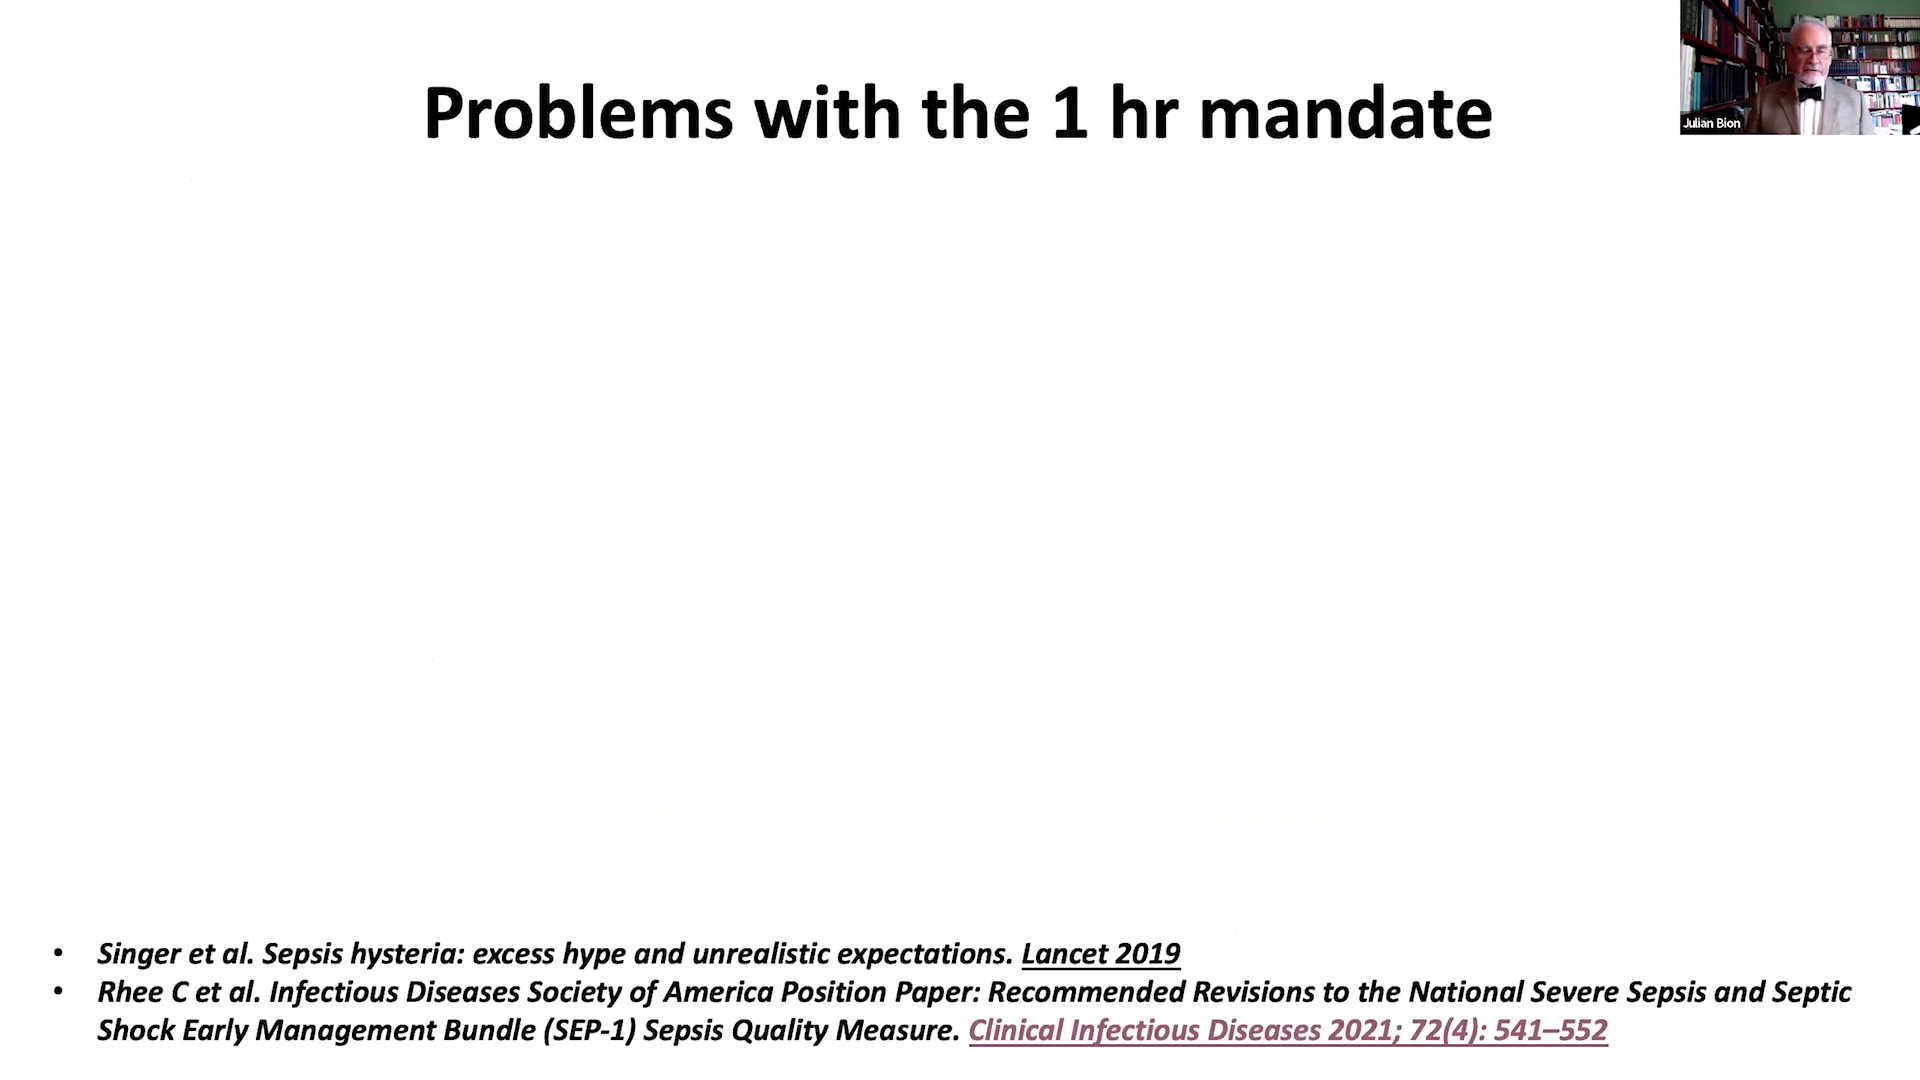 Problems with the 1 hr mandate
Julian Bion
• Singer et al. Sepsis hysteria: excess hype and unrealistic expectations. Lancet 2019
• Rhee C et al. Infectious Diseases Society of America Position Paper: Recommended Revisions to the National Severe Sepsis and Septic
Shock Early Management Bundle (SEP-1) Sepsis Quality Measure. Clinical Infectious Diseases 2021; 72(4): 541–552